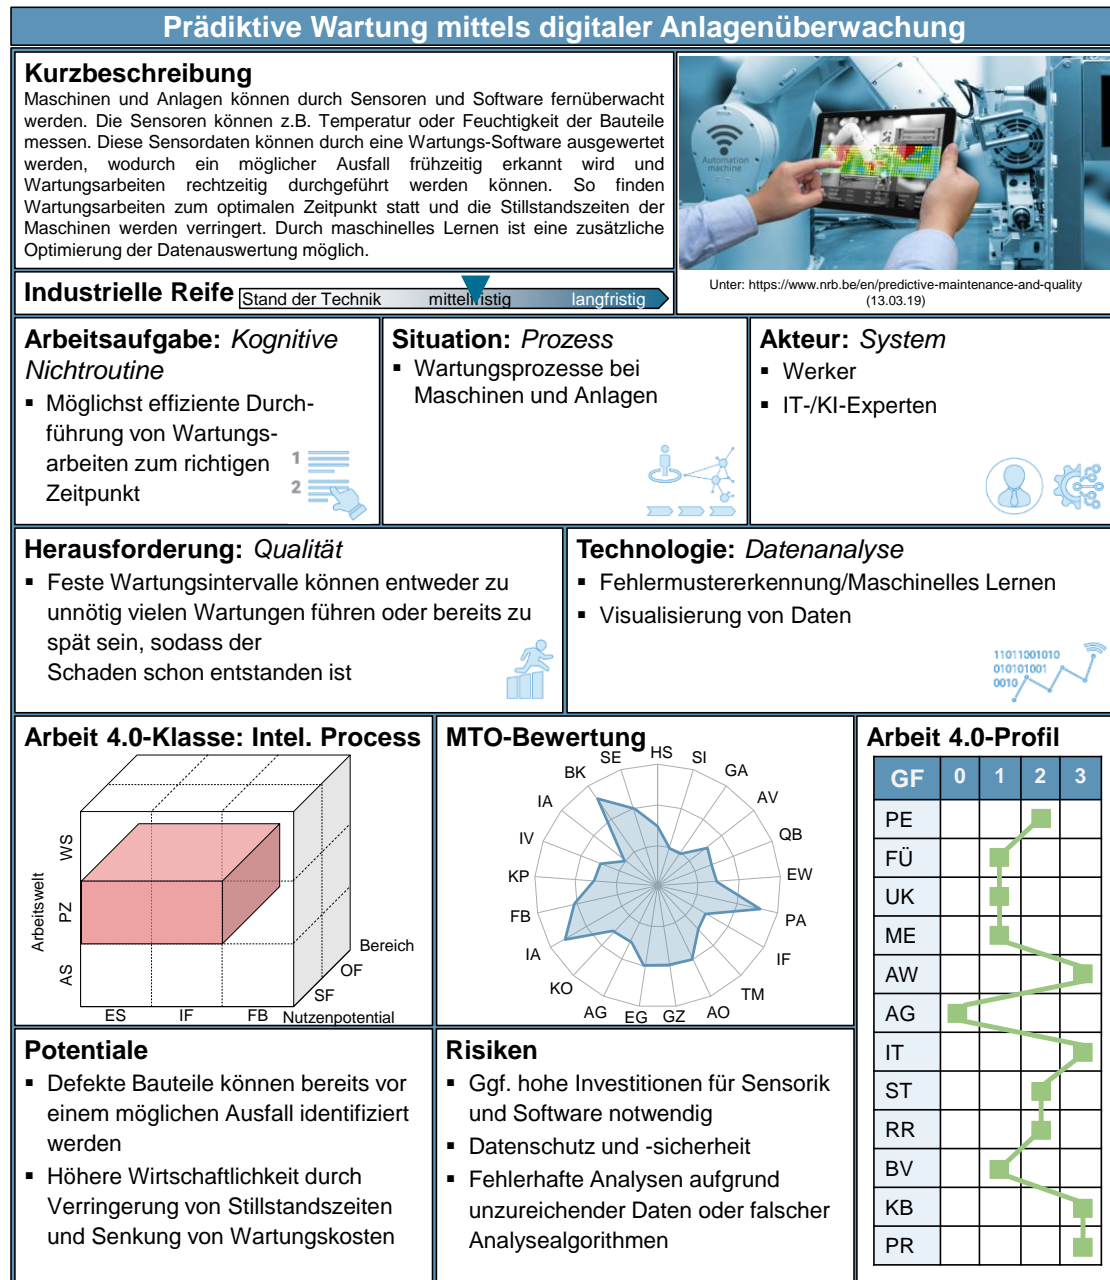 Prädiktive Wartung mittels digitaler Anlagenüberwachung
Kurzbeschreibung
Maschinen und Anlagen können durch Sensoren und Software fernüberwacht
werden. Die Sensoren können z.B. Temperatur oder Feuchtigkeit der Bauteile
messen. Diese Sensordaten können durch eine Wartungs-Software ausgewertet
werden, wodurch ein möglicher Ausfall frühzeitig erkannt wird und
Wartungsarbeiten rechtzeitig durchgeführt werden können. So finden
Wartungsarbeiten zum optimalen Zeitpunkt statt und die Stillstandszeiten der
Maschinen werden verringert. Durch maschinelles Lernen ist eine zusätzliche
Optimierung der Datenauswertung möglich.
Automation
machine
Unter: https://www.nrb.be/en/predictive-maintenance-and-quality
(13.03.19)
Industrielle Reife
Stand der Technik mittelfristig langfristig
Arbeitsaufgabe: Kognitive
Nichtroutine
▪ Möglichst effiziente Durch-
führung von Wartungs-
arbeiten zum richtigen
Zeitpunkt
1
2
Situation: Prozess
▪ Wartungsprozesse bei
Maschinen und Anlagen
Akteur: System
▪ Werker
▪ IT-/KI-Experten
Herausforderung: Qualität
▪ Feste Wartungsintervalle können entweder zu
unnötig vielen Wartungen führen oder bereits zu
spät sein, sodass der
Schaden schon entstanden ist
Technologie: Datenanalyse
▪ Fehlermustererkennung/Maschinelles Lernen
▪ Visualisierung von Daten
11011001010
010101001
0010
Arbeit 4.0-Klasse: Intel. Process
Arbeitswelt
WS
PZ
AS
ES IF FB Nutzenpotential
SF
OF
Bereich
MTO-Bewertung
HS
SI
GA
AV
QB
EW
PA
IF
TM
AO
GZ
EG
AG
KO
IA
FB
KP
IV
IA
BK
SE
Arbeit 4.0-Profil
GF 0 1 2 3
PE
FÜ
UK
ME
AW
AG
IT
ST
RR
BV
KB
PR
Potentiale
▪ Defekte Bauteile können bereits vor
einem möglichen Ausfall identifiziert
werden
▪ Höhere Wirtschaftlichkeit durch
Verringerung von Stillstandszeiten
und Senkung von Wartungskosten
Risiken
▪ Ggf. hohe Investitionen für Sensorik
und Software notwendig
▪ Datenschutz und -sicherheit
▪ Fehlerhafte Analysen aufgrund
unzureichender Daten oder falscher
Analysealgorithmen